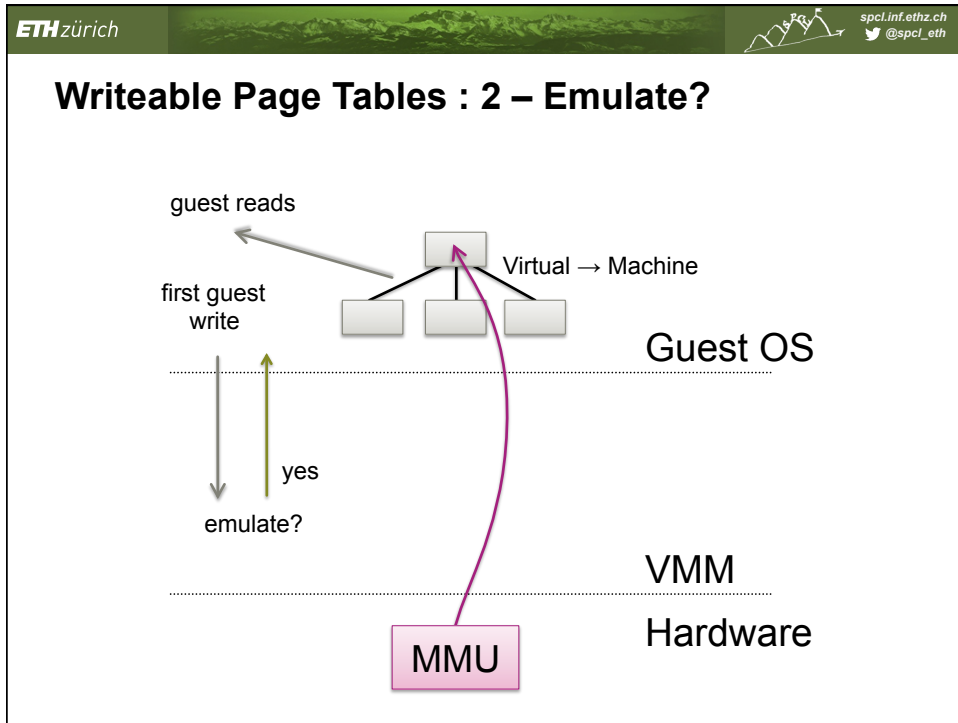 ETH zürich
SPCL
spcl.inf.ethz.ch
@spcl_eth
Writeable Page Tables : 2 – Emulate?
guest reads
Virtual → Machine
first guest
write
Guest OS
yes
emulate?
VMM
Hardware
MMU